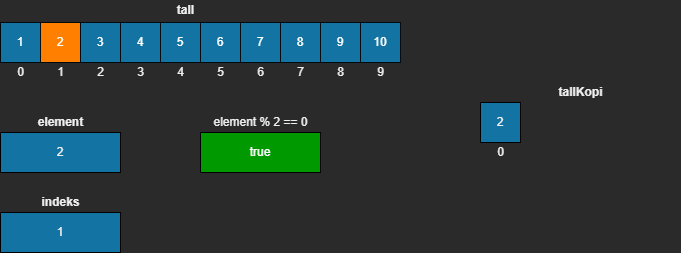 tall
1 2 3 4 5 6 7 8 9 10
0 1 2 3 4 5 6 7 8 9
tallKopi
2
0
element
2
element % 2 == 0
true
indeks
1